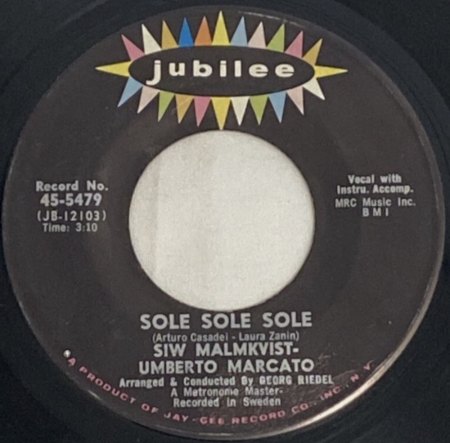 jubilee
Record No.
45-5479
(JB-12103)
Time: 3:10
Vocal with
Instru. Accomp.
MRC Music Inc.
BMI
SOLE SOLE SOLE
(Arturo Casadei - Laura Zanin)
SIW MALMKVIST-
UMBERTO MARCATO
Arranged & Conducted By GEORG RIEDEL
A Metronome Master-
Recorded in Sweden
A PRODUCT OF JAY-GEE RECORD CO., INC., N.Y.